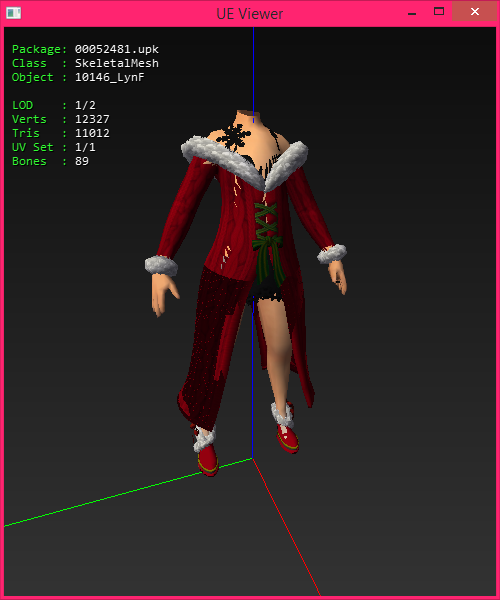 UE Viewer
Package: 00052481.upk
Class  : SkeletalMesh
Object : 10146_LynF
LOD    : 1/2
Verts  : 12327
Tris   : 11012
UV Set : 1/1
Bones  : 89